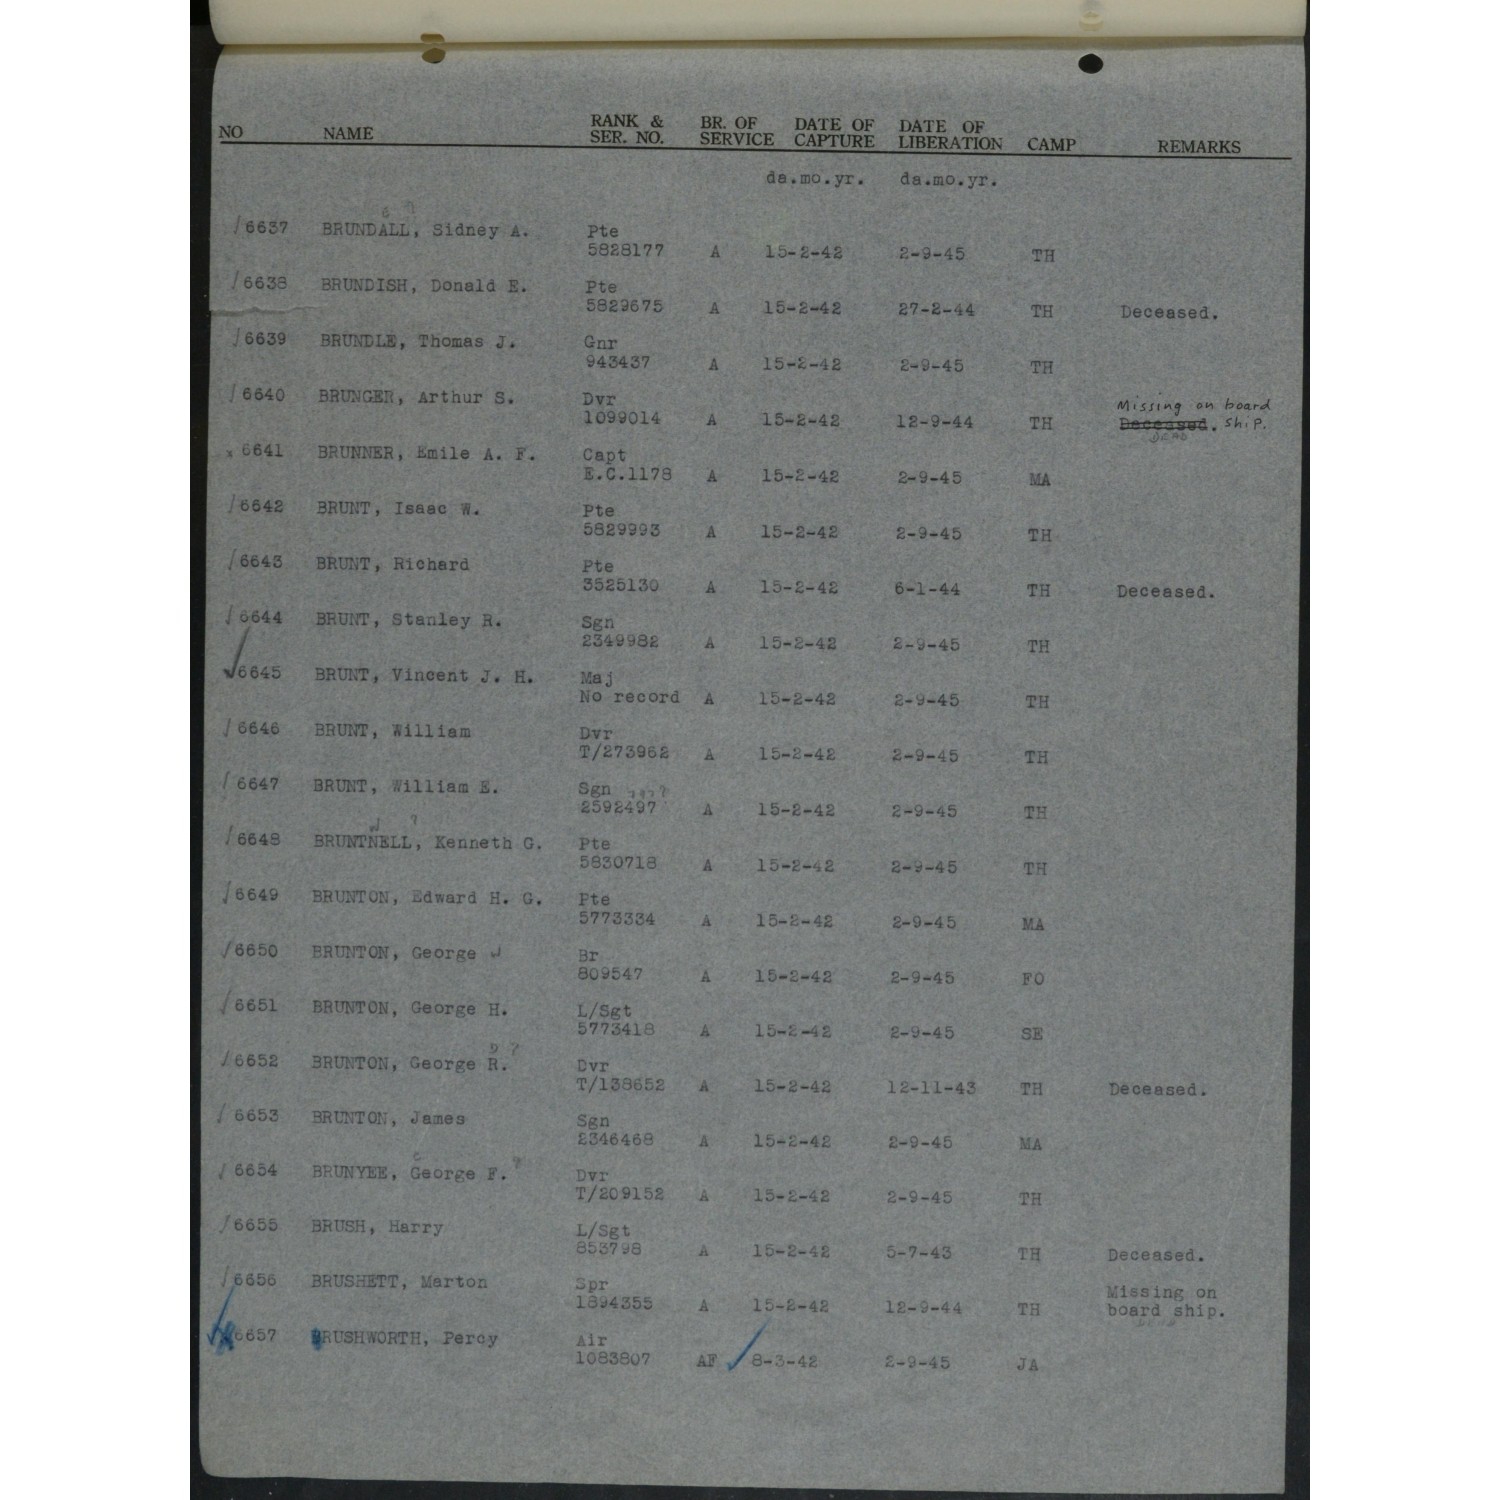 NO NAME RANK & SER. NO. BR. OF SERVICE DATE OF CAPTURE DATE OF LIBERATION CAMP REMARKS
da.mo.yr. da.mo.yr.
/6637 BRUNDALL, Sidney A. Pte
5828177 A 15-2-42 2-9-45 TH
/6638 BRUNDISH, Donald E. Pte
5829675 A 15-2-42 27-2-44 TH Deceased.
/6639 BRUNDLE, Thomas J. Gnr
943437 A 15-2-42 2-9-45 TH
/6640 BRUNGER, Arthur S. Dvr Missing on board
1099014 A 15-2-42 12-9-44 TH Deceased. ship.
DEAD
x 6641 BRUNNER, Emile A. F. Capt
E.C.1178 A 15-2-42 2-9-45 MA
/6642 BRUNT, Isaac W. Pte
5829993 A 15-2-42 2-9-45 TH
/6643 BRUNT, Richard Pte
3525130 A 15-2-42 6-1-44 TH Deceased.
/6644 BRUNT, Stanley R. Sgn
2349982 A 15-2-42 2-9-45 TH
6645 BRUNT, Vincent J. H. Maj
No record A 15-2-42 2-9-45 TH
/6646 BRUNT, William Dvr
T/273962 A 15-2-42 2-9-45 TH
/6647 BRUNT, William E. Sgn
2592497 A 15-2-42 2-9-45 TH
/6648 BRUNTNELL, Kenneth G. Pte
5830718 A 15-2-42 2-9-45 TH
/6649 BRUNTON, Edward H. G. Pte
5773334 A 15-2-42 2-9-45 MA
/6650 BRUNTON, George Br
809547 A 15-2-42 2-9-45 FO
/6651 BRUNTON, George H. L/Sgt
5773418 A 15-2-42 2-9-45 SE
/6652 BRUNTON, George R. Dvr
T/138652 A 15-2-42 12-11-43 TH Deceased.
/6653 BRUNTON, James Sgn
2346468 A 15-2-42 2-9-45 MA
/6654 BRUNYEE, George F. Dvr
T/209152 A 15-2-42 2-9-45 TH
/6655 BRUSH, Harry L/Sgt
853798 A 15-2-42 5-7-43 TH Deceased.
/6656 BRUSHETT, Marton Spr Missing on
1894355 A 15-2-42 12-9-44 TH board ship.
6657 BRUSHWORTH, Percy Air
1083807 AF 8-3-42 2-9-45 JA